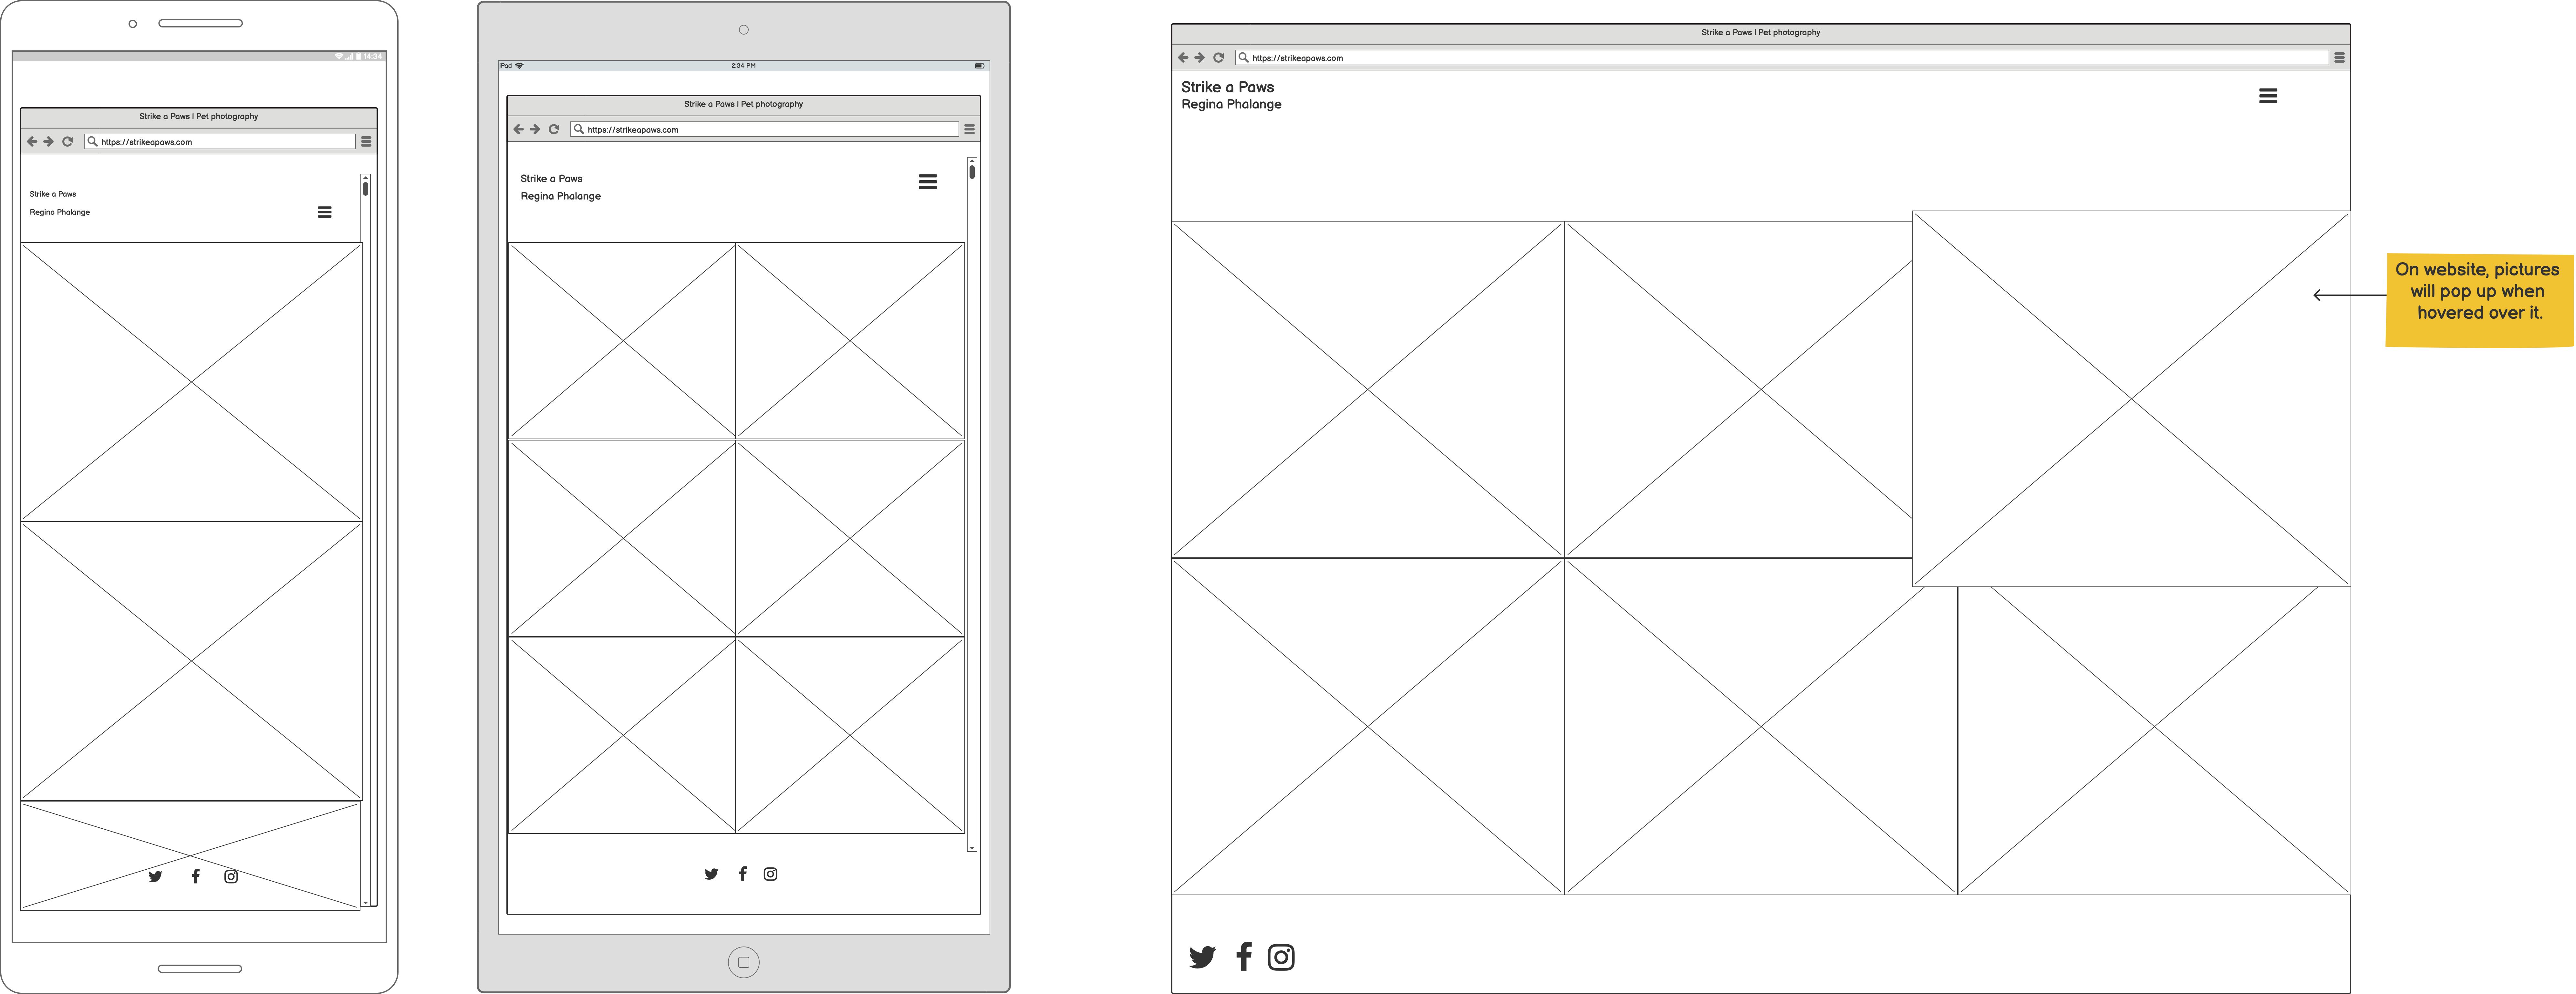 14:34
Strike a Paws | Pet photography
https://strikeapaws.com
Strike a Paws
Regina Phalange
iPad
2:34 PM
Strike a Paws | Pet photography
https://strikeapaws.com
Strike a Paws
Regina Phalange
Strike a Paws | Pet photography
https://strikeapaws.com
Strike a Paws
Regina Phalange
On website, pictures
will pop up when
hovered over it.